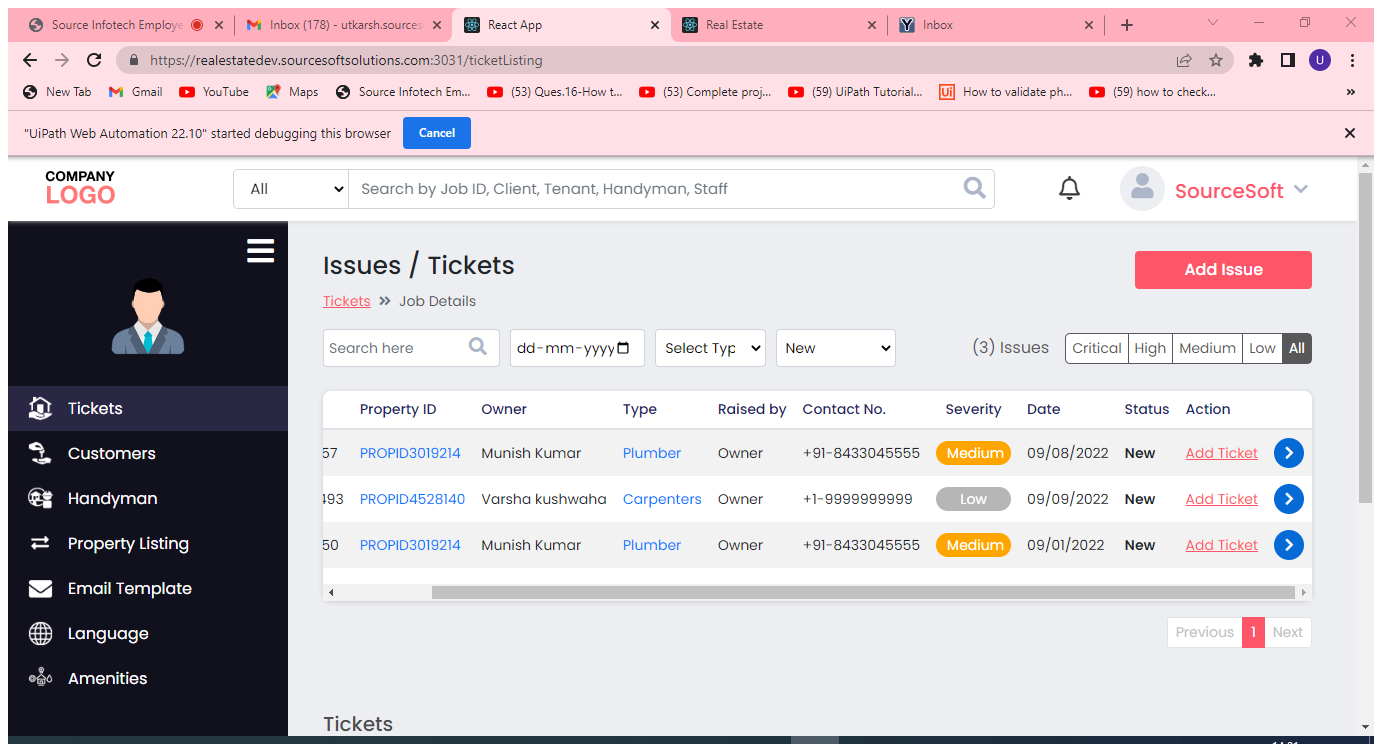 Source Infotech Employe
Inbox (178) - utkarsh.sources
React App
Real Estate
Inbox
https://realestatedev.sourcesoftsolutions.com:3031/ticketListing
U
New Tab
Gmail
YouTube
Maps
Source Infotech Em...
(53) Ques.16-How t...
(53) Complete proj...
(59) UiPath Tutorial...
Ui
How to validate ph...
(59) how to check...
"UiPath Web Automation 22.10" started debugging this browser
Cancel
COMPANY
LOGO
All
Search by Job ID, Client, Tenant, Handyman, Staff
SourceSoft
Tickets
Customers
Handyman
Property Listing
Email Template
Language
Amenities
Issues / Tickets
Add Issue
Tickets » Job Details
Search here
dd-mm-yyyy
Select Typ
New
(3) Issues
Critical High Medium Low All
Property ID Owner Type Raised by Contact No. Severity Date Status Action
57 PROPID3019214 Munish Kumar Plumber Owner +91-8433045555 Medium 09/08/2022 New Add Ticket
493 PROPID4528140 Varsha kushwaha Carpenters Owner +1-9999999999 Low 09/09/2022 New Add Ticket
50 PROPID3019214 Munish Kumar Plumber Owner +91-8433045555 Medium 09/01/2022 New Add Ticket
Previous 1 Next
Tickets